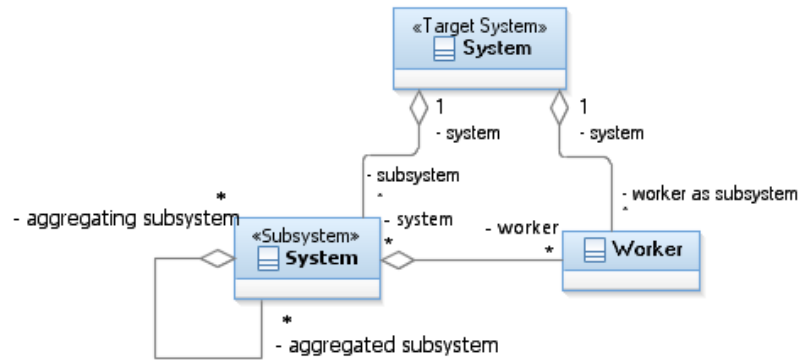 «Target System»
System
1
- system
1
- system
- subsystem
*
- worker as subsystem
*
*
- aggregating subsystem
- system
*
- worker
*
«Subsystem»
System
Worker
*
- aggregated subsystem